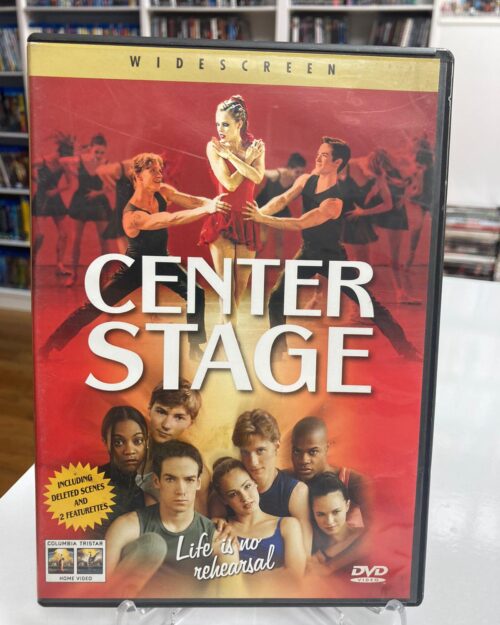 WIDESCREEN
CENTER
STAGE
INCLUDING
DELETED SCENES
AND
2 FEATURETTES
COLUMBIA TRISTAR
HOME VIDEO
Life is no
rehearsal
DVD
VIDEO